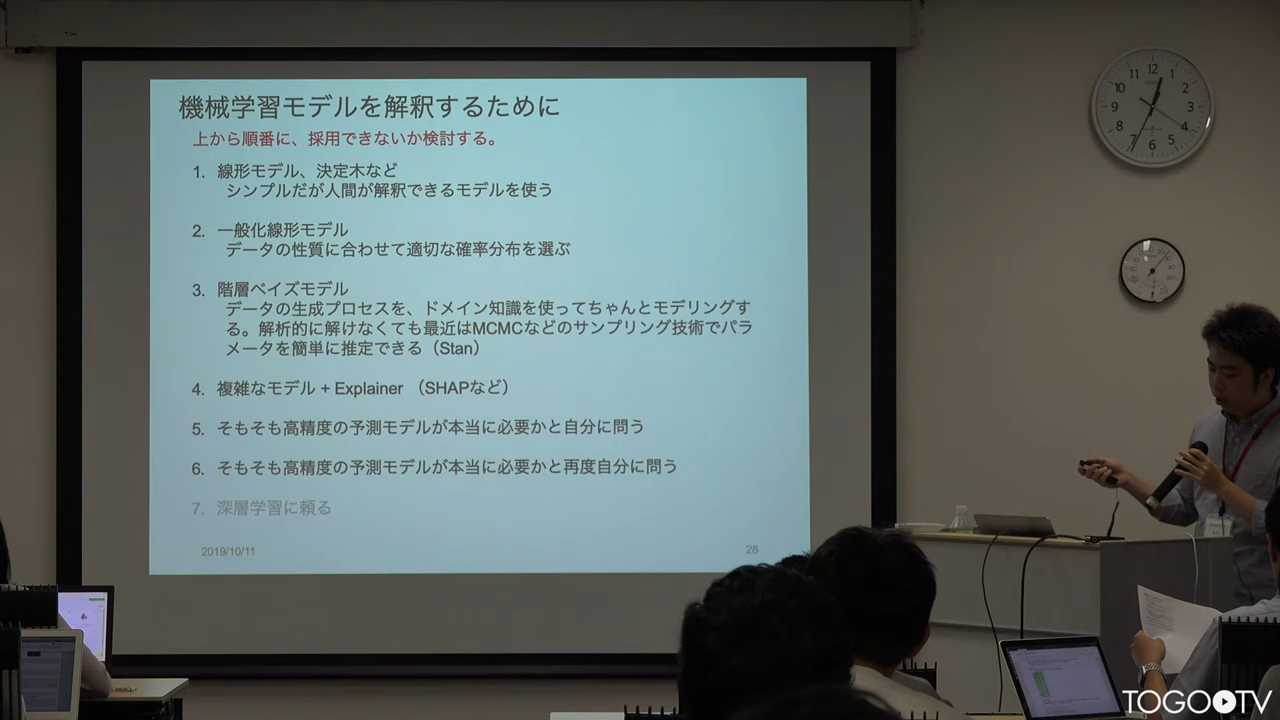 機械学習モデルを解釈するために
上から順番に、採用できないか検討する。
1. 線形モデル、決定木など
シンプルだが人間が解釈できるモデルを使う
2. 一般化線形モデル
データの性質に合わせて適切な確率分布を選ぶ
3. 階層ベイズモデル
データの生成プロセスを、ドメイン知識を使ってちゃんとモデリングす
る。解析的に解けなくても最近はMCMCなどのサンプリング技術でパラ
メータを簡単に推定できる（Stan）
4. 複雑なモデル + Explainer （SHAPなど）
5. そもそも高精度の予測モデルが本当に必要かと自分に問う
6. そもそも高精度の予測モデルが本当に必要かと再度自分に問う
7. 深層学習に頼る
2019/10/11
28
12
1
2
3
4
5
6
7
8
9
10
11
TOGOTV